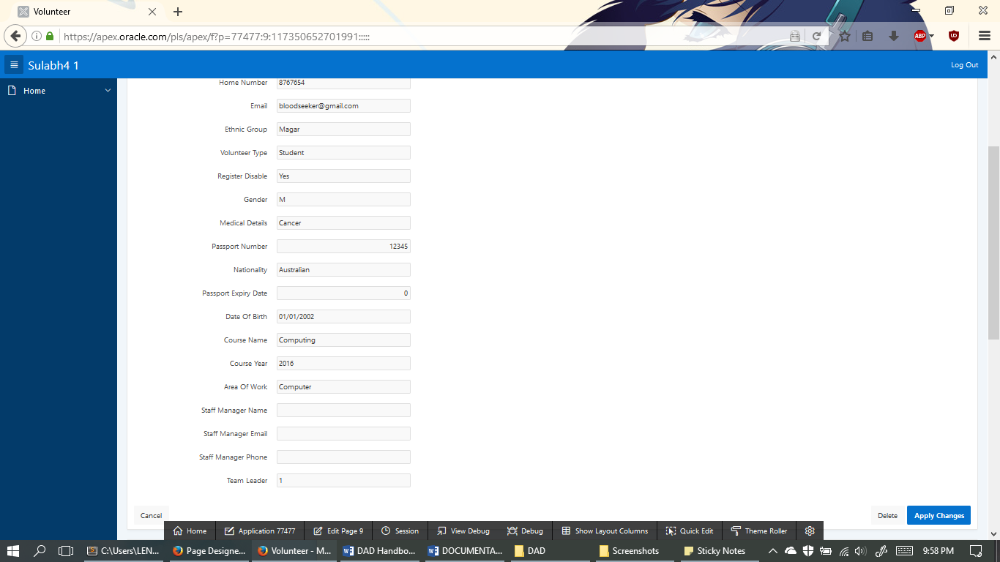 Volunteer
https://apex.oracle.com/pls/apex/f?p=77477:9:117350652701991:::::
ABP
Sulabh4 1
Log Out
Home
Home Number 8767654
Email bloodseeker@gmail.com
Ethnic Group Magar
Volunteer Type Student
Register Disable Yes
Gender M
Medical Details Cancer
Passport Number 12345
Nationality Australian
Passport Expiry Date 0
Date Of Birth 01/01/2002
Course Name Computing
Course Year 2016
Area Of Work Computer
Staff Manager Name
Staff Manager Email
Staff Manager Phone
Team Leader 1
Cancel Delete Apply Changes
Home Application 77477 Edit Page 9 Session View Debug Debug Show Layout Columns Quick Edit Theme Roller
C:\Users\LEN... Page Designe... Volunteer - M... DAD Handbo... DOCUMENTA... DAD Screenshots Sticky Notes 9:58 PM